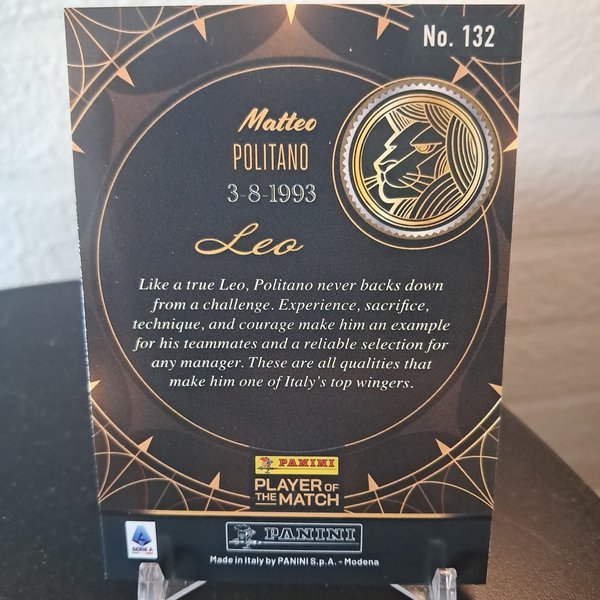 No. 132
Matteo
POLITANO
3-8-1993
Leo
Like a true Leo, Politano never backs down
from a challenge. Experience, sacrifice,
technique, and courage make him an example
for his teammates and a reliable selection for
any manager. These are all qualities that
make him one of Italy's top wingers.
PANINI
PLAYER OF
THE MATCH
SERIE A
PANINI
Made in Italy by PANINI S.p.A. - Modena